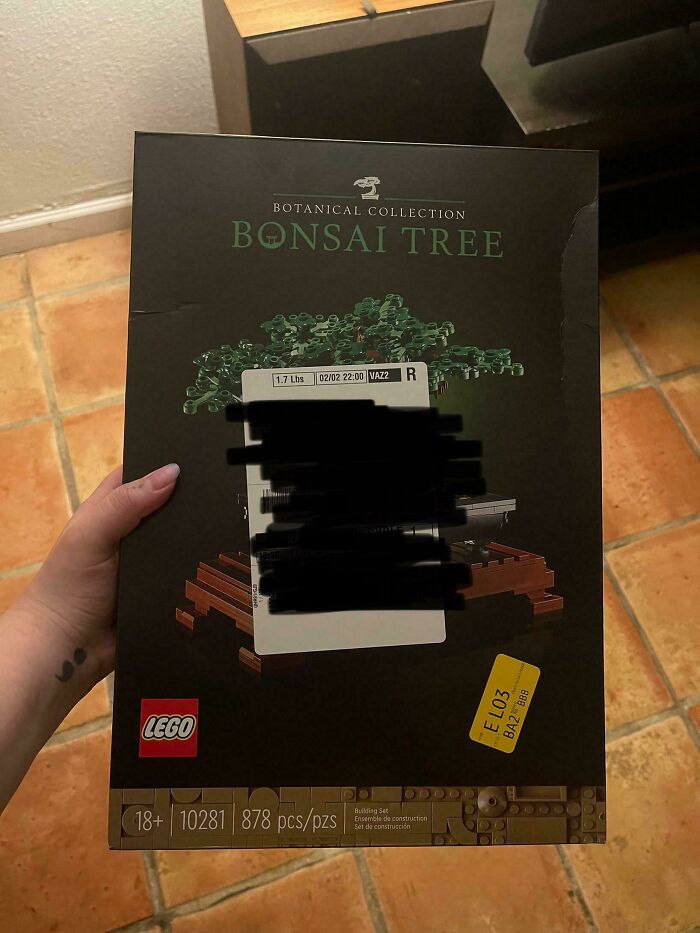 BOTANICAL COLLECTION
BONSAI TREE
1.7 Lbs 02/02 22:00 VAZ2 R
E L03
BA2 BBB
LEGO
18+ 10281 878 pcs/pzs
Building Set
Ensemble de construction
Set de construcción